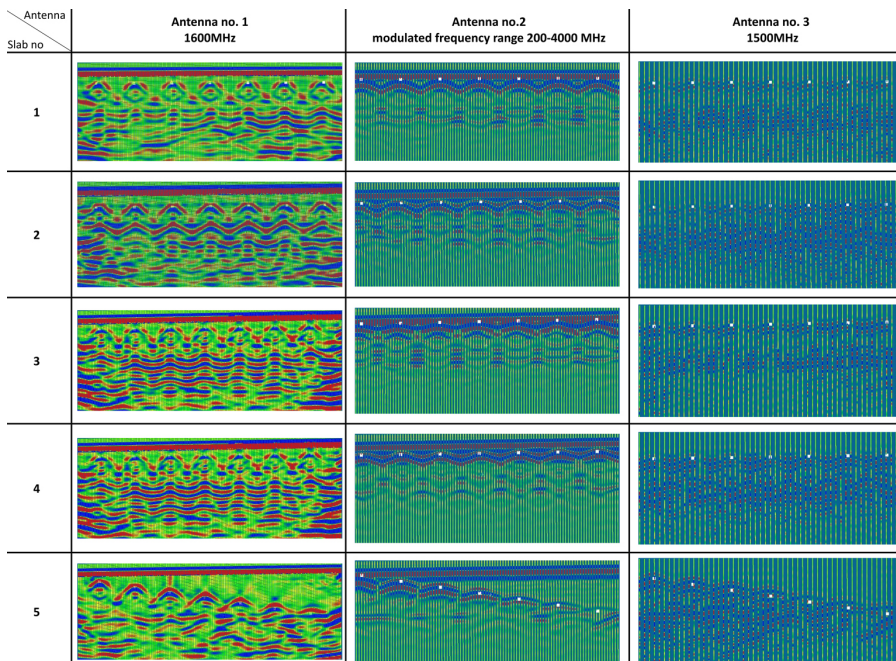 Antenna
Slab no
Antenna no. 1
1600MHz
Antenna no.2
modulated frequency range 200-4000 MHz
Antenna no. 3
1500MHz
1
2
3
4
5